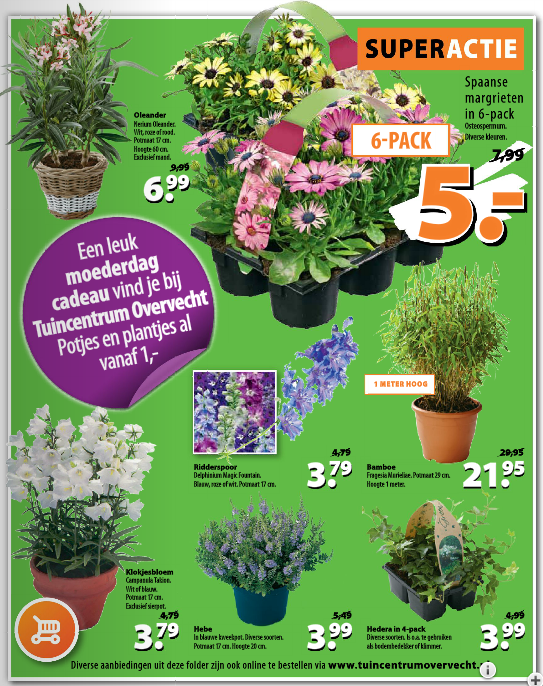 SUPERACTIE
Spaanse
margrieten
in 6-pack
Osteospermum.
Diverse kleuren.
7,99
5.-
6-PACK
Oleander
Nerium Oleander.
Wit, roze of rood.
Potmaat 17 cm.
Hoogte 60 cm.
Exclusief mand.
9,99
6.99
Een leuk
moederdag
cadeau vind je bij
Tuincentrum Overvecht
Potjes en plantjes al
vanaf 1,-
1 METER HOOG
Ridderspoor
Delphinium Magic Fountain.
Blauw, roze of wit. Potmaat 17 cm.
4,79
3.79
Bamboe
Fragesia Murieliae. Potmaat 29 cm.
Hoogte 1 meter.
29,95
21.95
Klokjesbloem
Campanula Takion.
Wit of blauw.
Potmaat 17 cm.
Exclusief sierpot.
4,79
3.79
Hebe
In blauwe kweekpot. Diverse soorten.
Potmaat 17 cm. Hoogte 20 cm.
5,49
3.99
Hedera in 4-pack
Diverse soorten. Is o.a. te gebruiken
als bodembedekker of klimmer.
4,99
3.99
Diverse aanbiedingen uit deze folder zijn ook online te bestellen via www.tuincentrumovervecht.